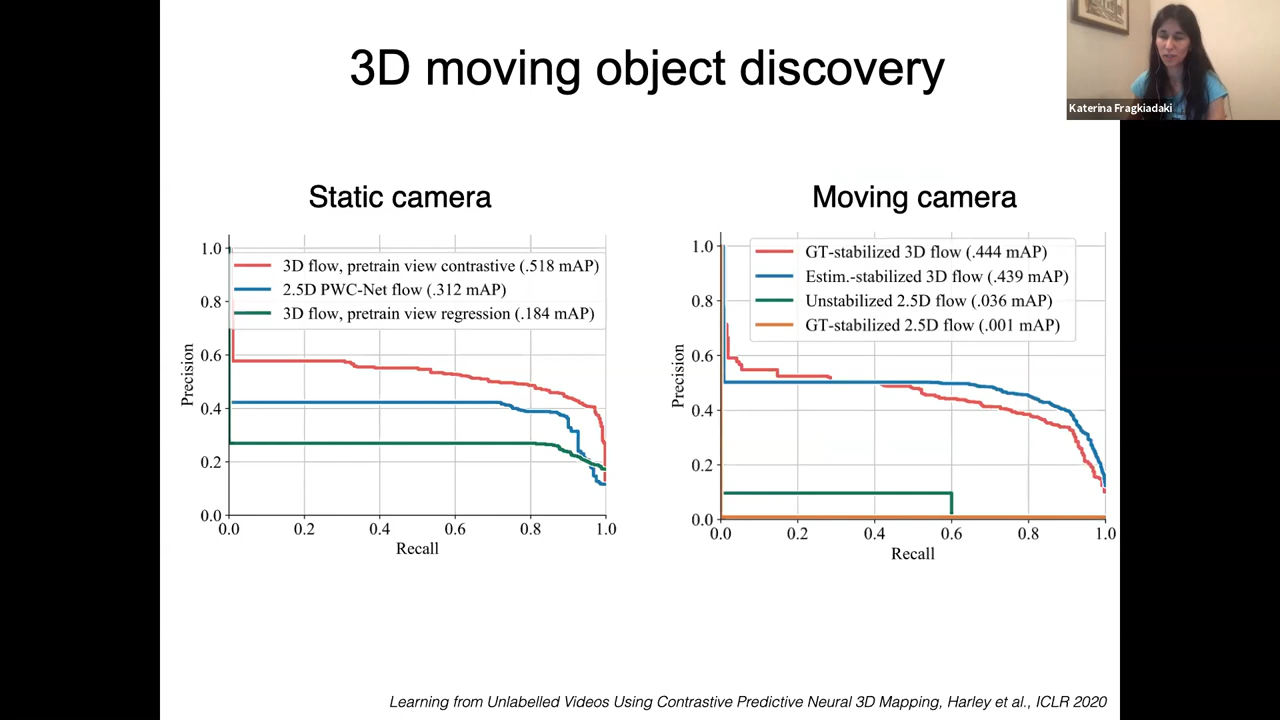 3D moving object discovery
Katerina Fragkiadaki
Static camera
1.0
0.8
0.6
0.4
0.2
0.0
Precision
3D flow, pretrain view contrastive (.518 mAP)
2.5D PWC-Net flow (.312 mAP)
3D flow, pretrain view regression (.184 mAP)
0.0 0.2 0.4 0.6 0.8 1.0
Recall
Moving camera
1.0
0.8
0.6
0.4
0.2
0.0
Precision
GT-stabilized 3D flow (.444 mAP)
Estim.-stabilized 3D flow (.439 mAP)
Unstabilized 2.5D flow (.036 mAP)
GT-stabilized 2.5D flow (.001 mAP)
0.0 0.2 0.4 0.6 0.8 1.0
Recall
Learning from Unlabelled Videos Using Contrastive Predictive Neural 3D Mapping, Harley et al., ICLR 2020